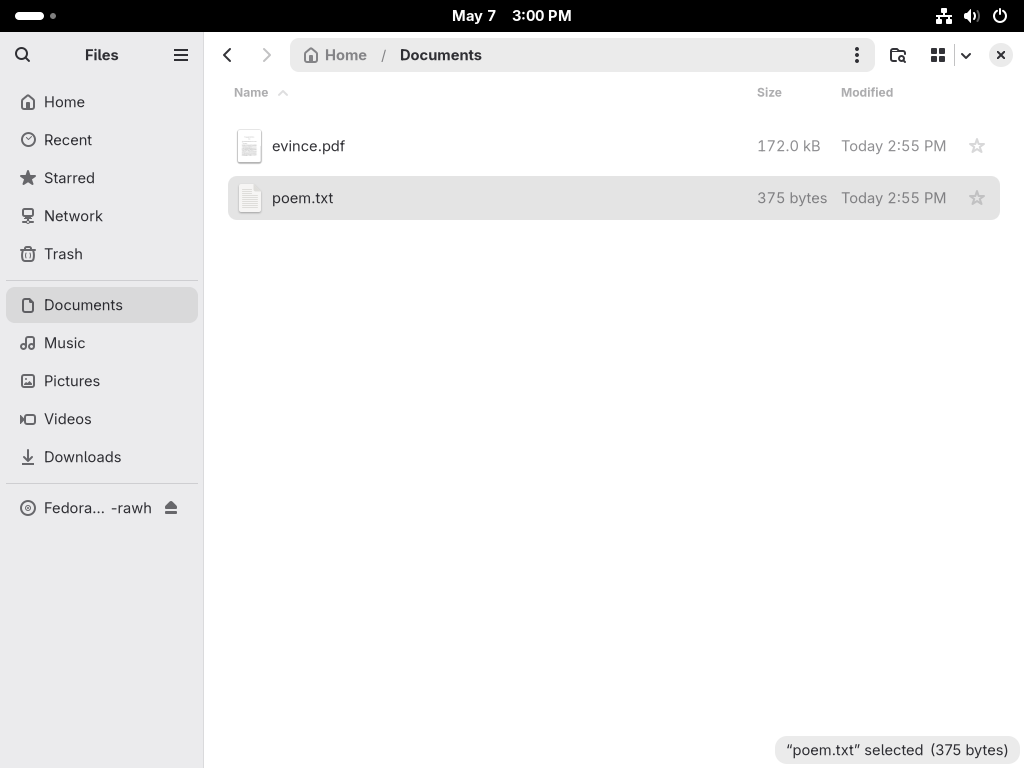 May 7 3:00 PM
Files
Home / Documents
Name Size Modified
Home
Recent
Starred
Network
Trash
Documents
Music
Pictures
Videos
Downloads
Fedora... -rawh
evince.pdf 172.0 kB Today 2:55 PM
poem.txt 375 bytes Today 2:55 PM
“poem.txt” selected (375 bytes)